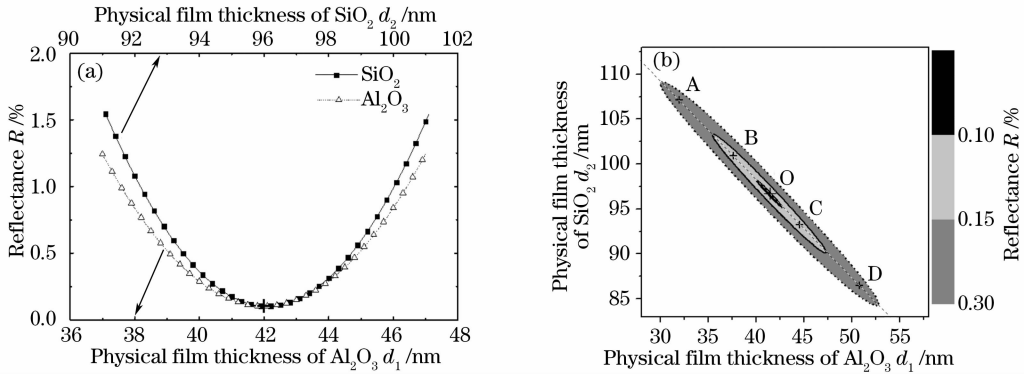 Physical film thickness of SiO₂ d₂ /nm
90 92 94 96 98 100 102
(a)
SiO₂
Al₂O₃
Reflectance R /%
2.0
1.5
1.0
0.5
0.0
36 38 40 42 44 46 48
Physical film thickness of Al₂O₃ d₁ /nm
(b)
Physical film thickness
of SiO₂ d₂ /nm
110
105
100
95
90
85
A
B
O
C
D
30 35 40 45 50 55
Physical film thickness of Al₂O₃ d₁ /nm
0.10
0.15
0.30
Reflectance R /%